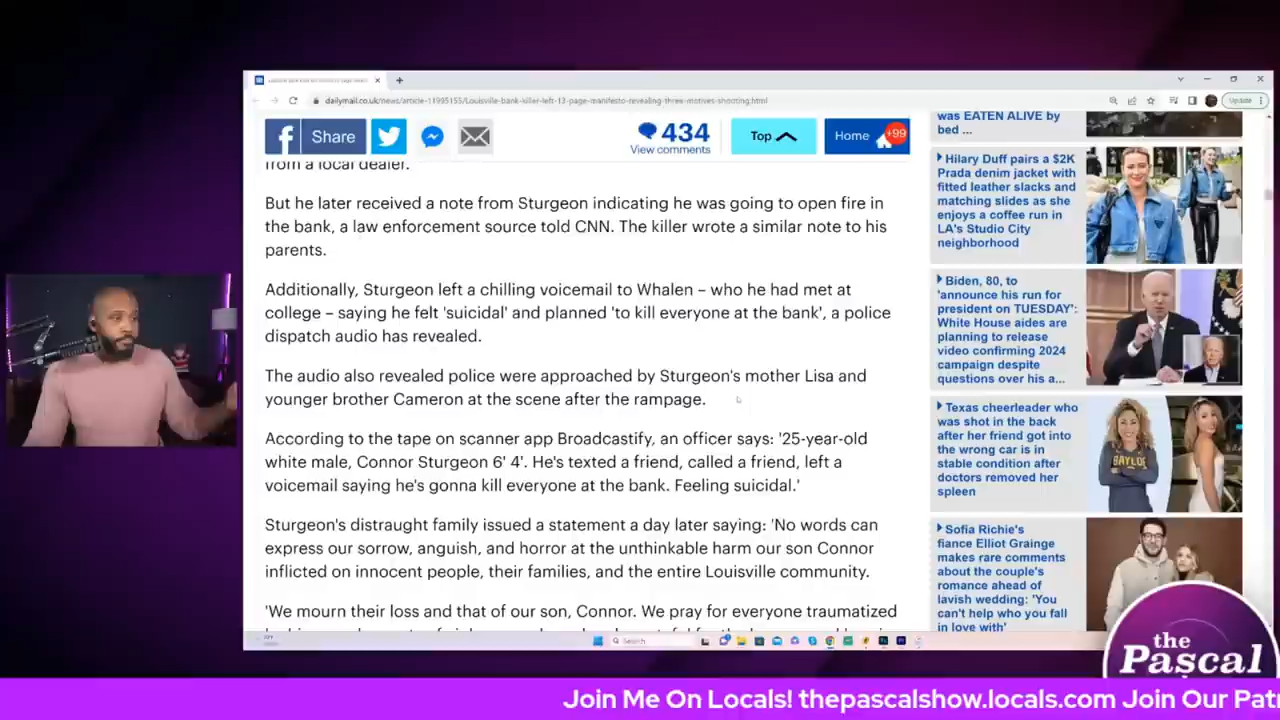 dailymail.co.uk/news/article-11995155/Louisville-bank-killer-left-13-page-manifesto-revealing-three-motives-shooting.html
Update
Share
434
View comments
Top
Home
+99
from a local dealer.
But he later received a note from Sturgeon indicating he was going to open fire in
the bank, a law enforcement source told CNN. The killer wrote a similar note to his
parents.
Additionally, Sturgeon left a chilling voicemail to Whalen – who he had met at
college – saying he felt 'suicidal' and planned 'to kill everyone at the bank', a police
dispatch audio has revealed.
The audio also revealed police were approached by Sturgeon's mother Lisa and
younger brother Cameron at the scene after the rampage.
According to the tape on scanner app Broadcastify, an officer says: '25-year-old
white male, Connor Sturgeon 6' 4'. He's texted a friend, called a friend, left a
voicemail saying he's gonna kill everyone at the bank. Feeling suicidal.'
Sturgeon's distraught family issued a statement a day later saying: 'No words can
express our sorrow, anguish, and horror at the unthinkable harm our son Connor
inflicted on innocent people, their families, and the entire Louisville community.
'We mourn their loss and that of our son, Connor. We pray for everyone traumatized
was EATEN ALIVE by
bed ...
Hilary Duff pairs a $2K
Prada denim jacket with
fitted leather slacks and
matching slides as she
enjoys a coffee run in
LA's Studio City
neighborhood
Biden, 80, to
'announce his run for
president on TUESDAY':
White House aides are
planning to release
video confirming 2024
campaign despite
questions over his a...
Texas cheerleader who
was shot in the back
after her friend got into
the wrong car is in
stable condition after
doctors removed her
spleen
BAYLOR
Sofia Richie's
fiance Elliot Grainge
makes rare comments
about the couple's
romance ahead of
lavish wedding: 'You
can't help who you fall
in love with'
Search
the
Pascal
Join Me On Locals! thepascalshow.locals.com Join Our Pat